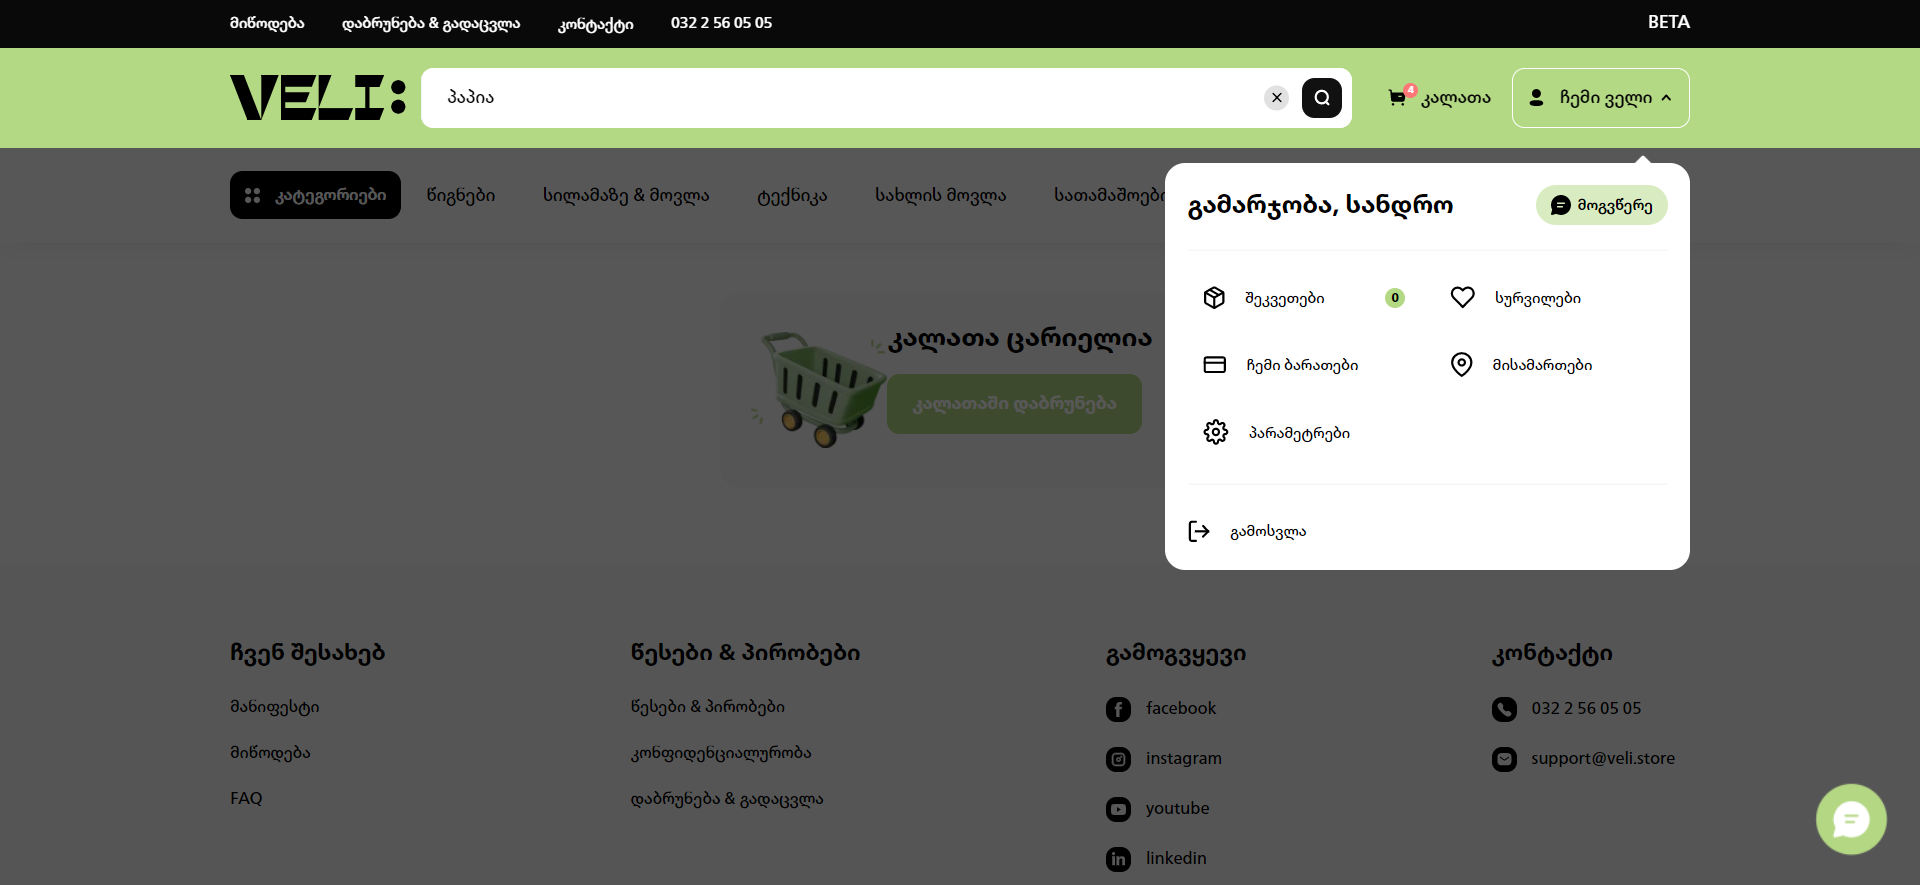 მიწოდება
დაბრუნება & გადაცვლა
კონტაქტი
032 2 56 05 05
BETA
VELI:
პაპია
4
კალათა
ჩემი ველი
კატეგორიები
წიგნები
სილამაზე & მოვლა
ტექნიკა
სახლის მოვლა
სათამაშოები
გამარჯობა, სანდრო
მოგვწერე
შეკვეთები
0
სურვილები
ჩემი ბარათები
მისამართები
პარამეტრები
გამოსვლა
კალათა ცარიელია
კალათაში დაბრუნება
ჩვენ შესახებ
მანიფესტი
მიწოდება
FAQ
წესები & პირობები
წესები & პირობები
კონფიდენციალურობა
დაბრუნება & გადაცვლა
გამოგვყევი
facebook
instagram
youtube
linkedin
კონტაქტი
032 2 56 05 05
support@veli.store